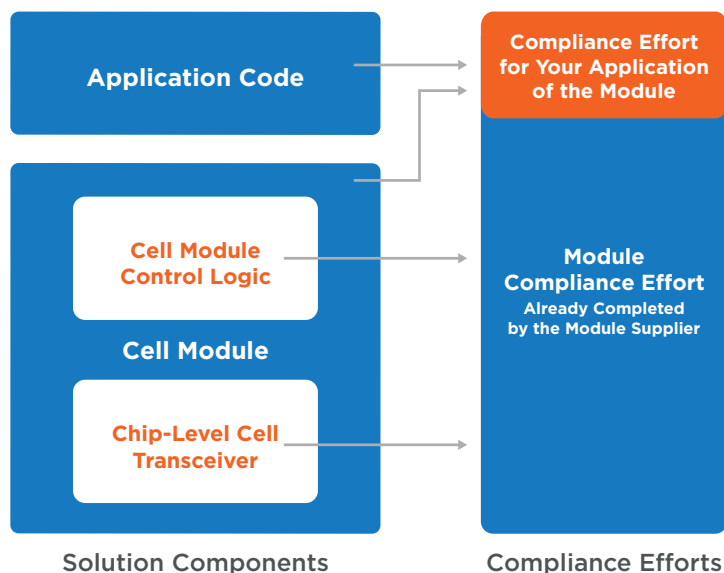 Application Code
Cell Module
Control Logic
Cell Module
Chip-Level Cell
Transceiver
Solution Components
Compliance Effort
for Your Application
of the Module
Module
Compliance Effort
Already Completed
by the Module Supplier
Compliance Efforts